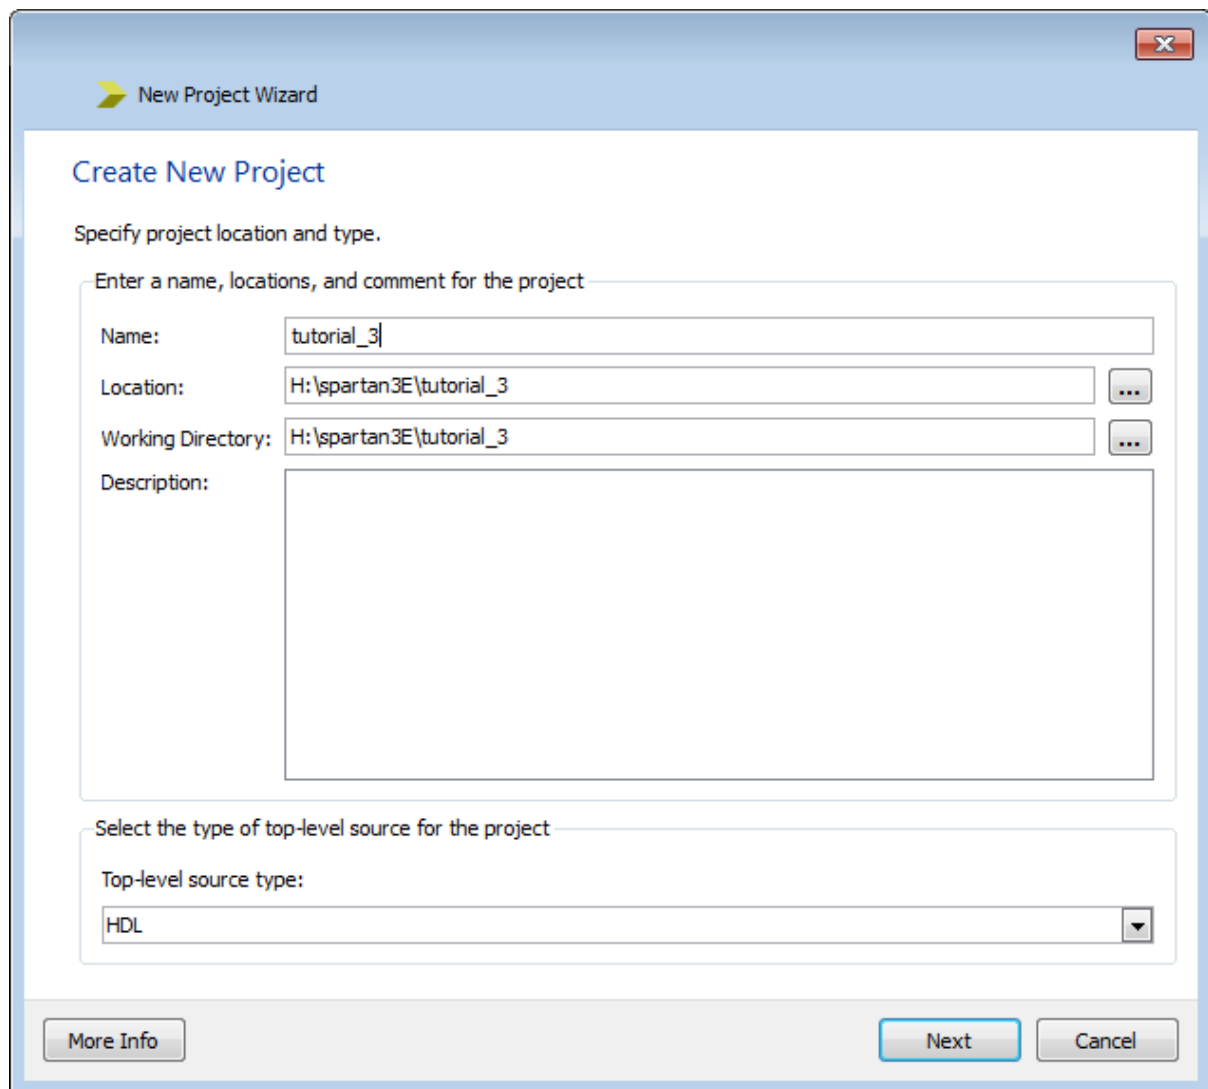 New Project Wizard
Create New Project
Specify project location and type.
Enter a name, locations, and comment for the project
Name: tutorial_3
Location: H:\spartan3E\tutorial_3 ...
Working Directory: H:\spartan3E\tutorial_3 ...
Description:
Select the type of top-level source for the project
Top-level source type:
HDL
More Info Next Cancel